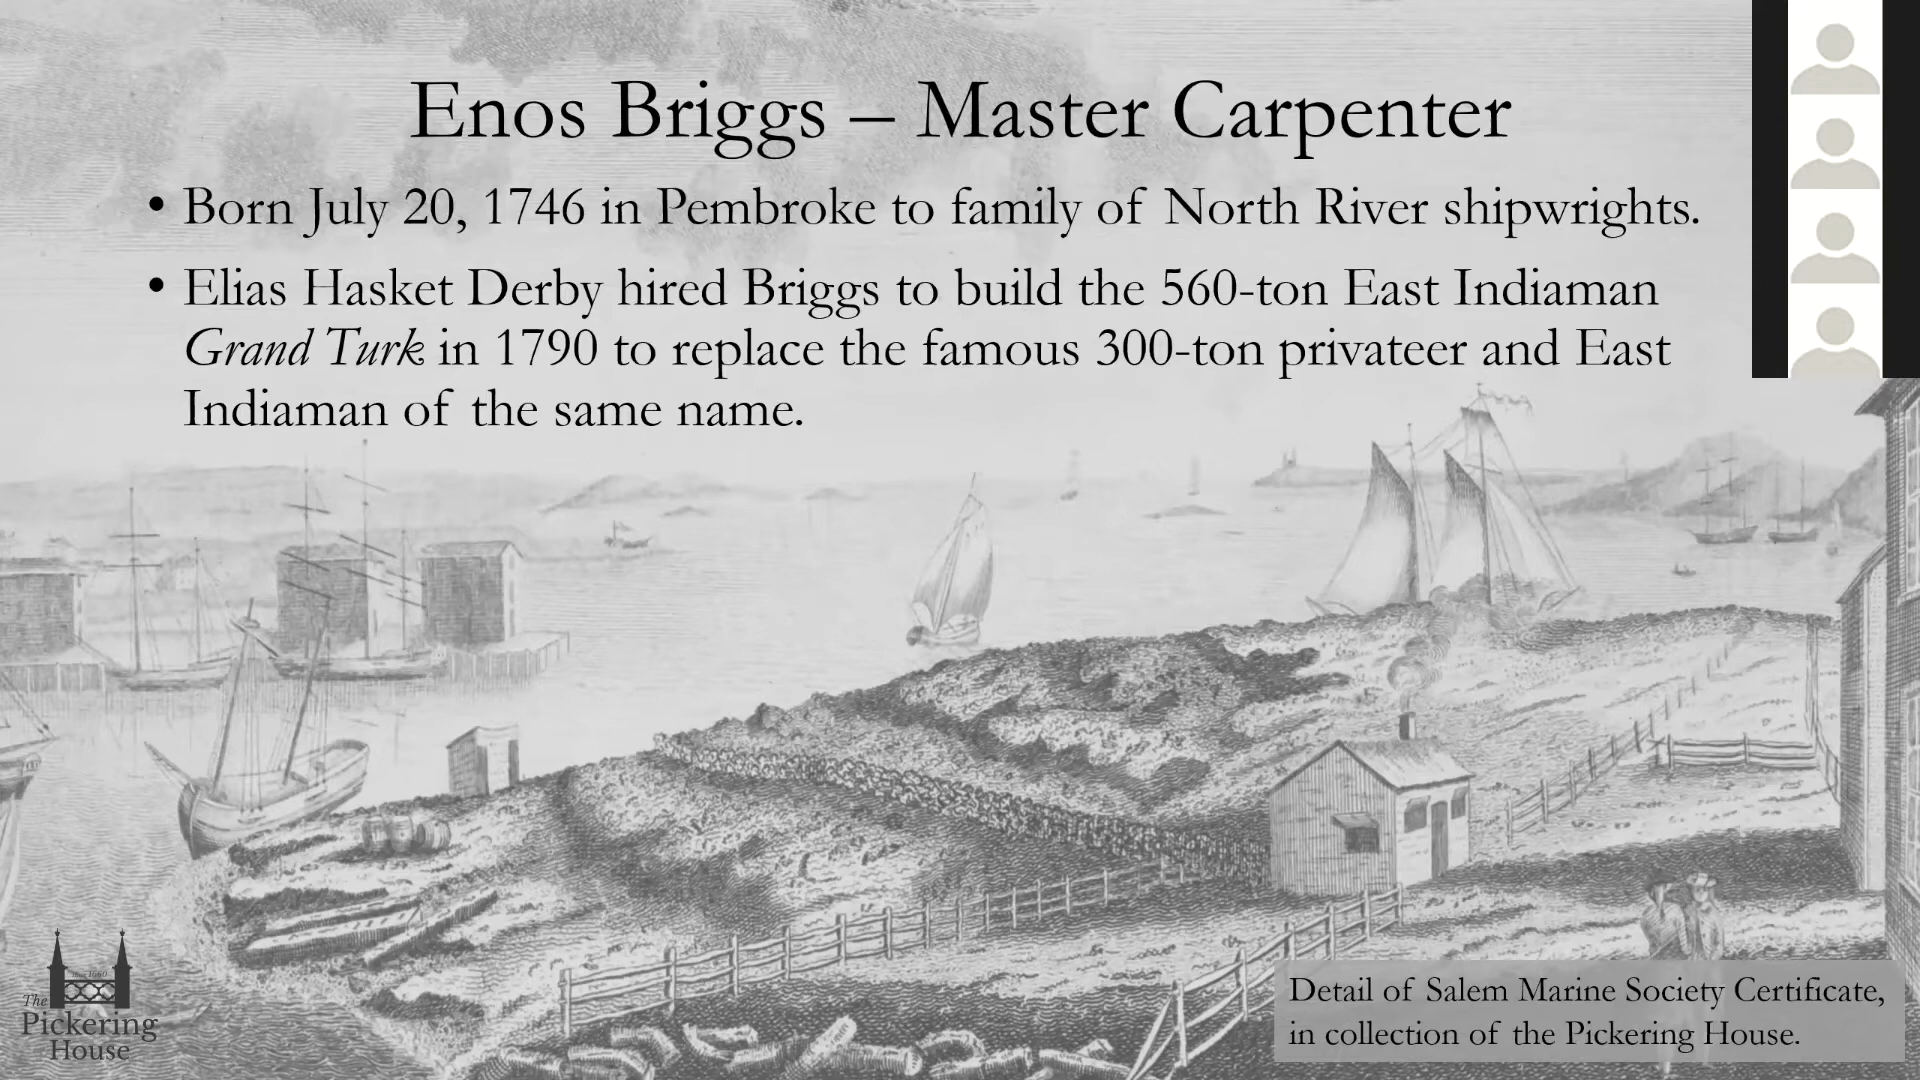 Enos Briggs – Master Carpenter
• Born July 20, 1746 in Pembroke to family of North River shipwrights.
• Elias Hasket Derby hired Briggs to build the 560-ton East Indiaman
Grand Turk in 1790 to replace the famous 300-ton privateer and East
Indiaman of the same name.
Since 1660
The
Pickering
House
Detail of Salem Marine Society Certificate,
in collection of the Pickering House.